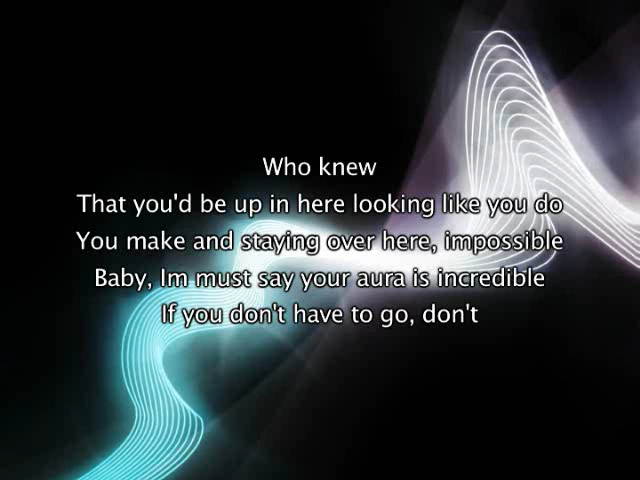 Who knew
That you'd be up in here looking like you do
You make and staying over here, impossible
Baby, Im must say your aura is incredible
If you don't have to go, don't